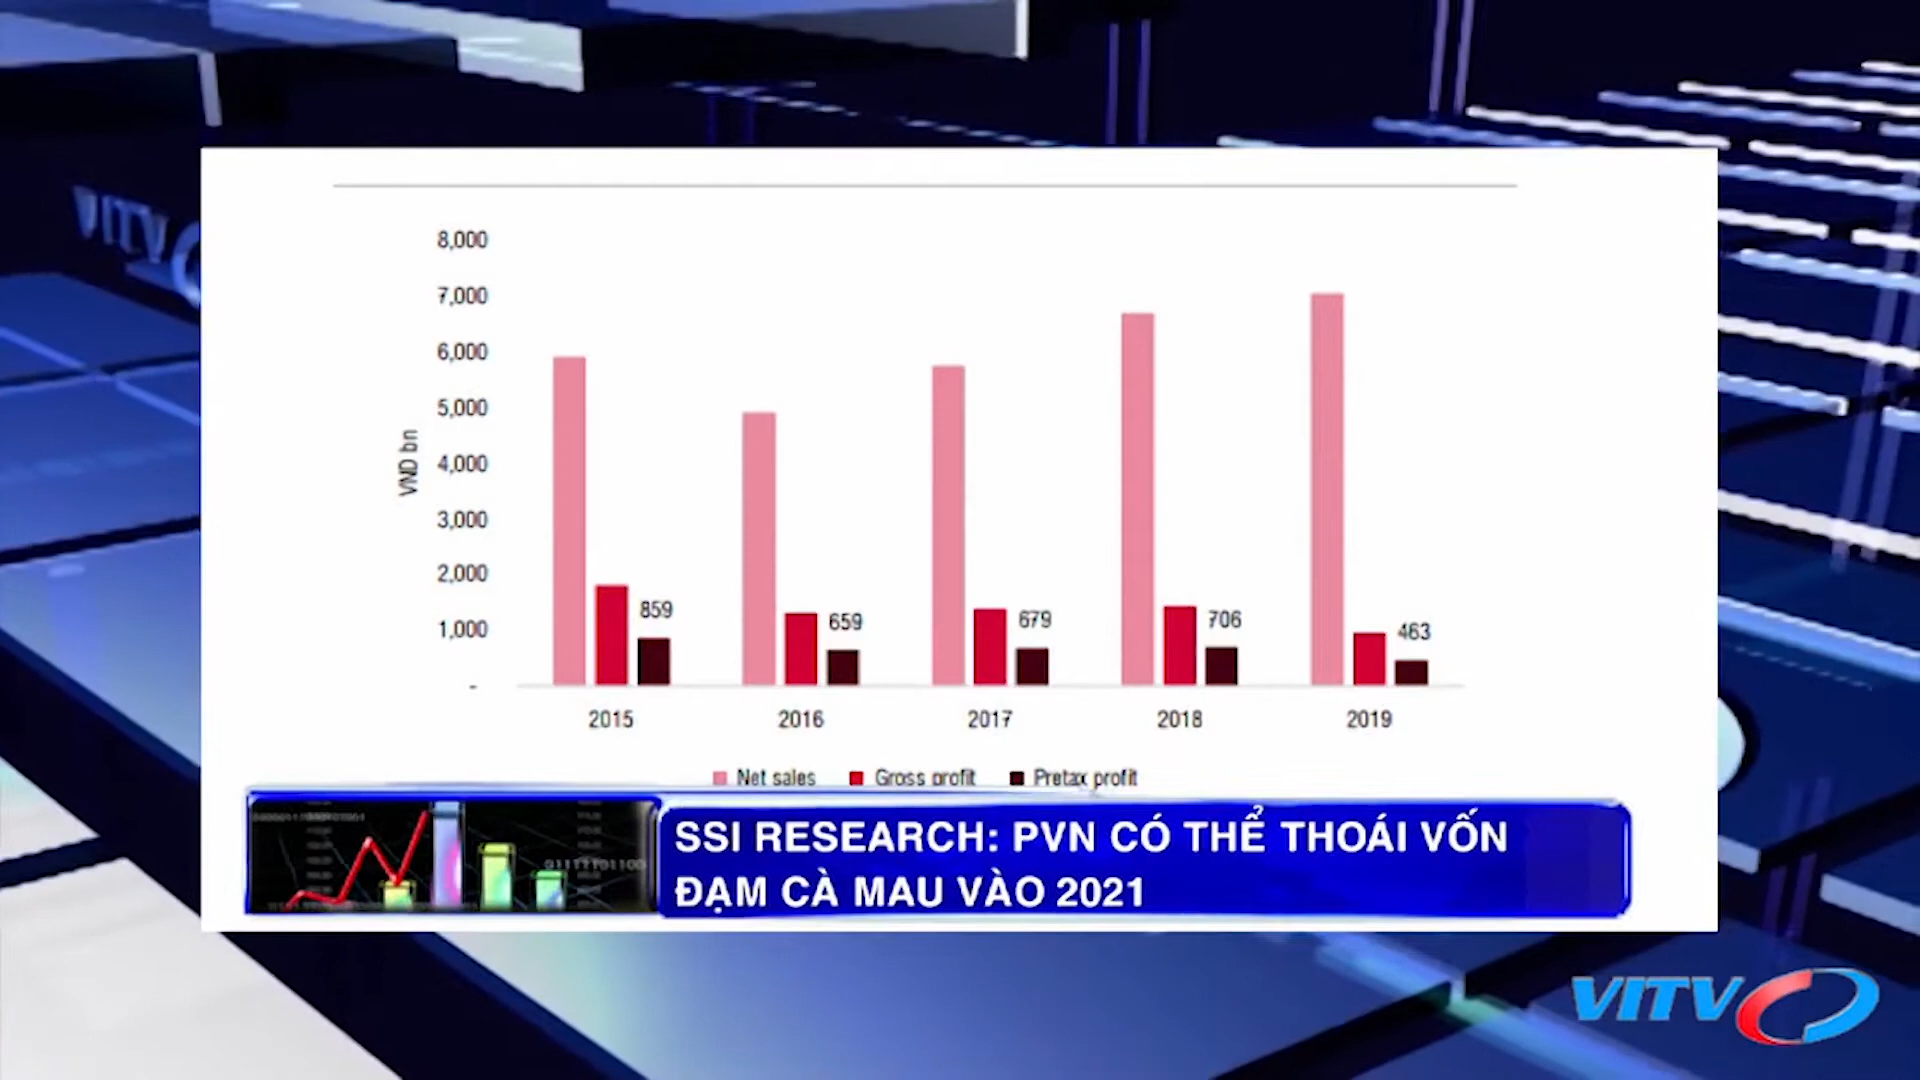 VITV
8,000
7,000
6,000
5,000
4,000
3,000
2,000
1,000
-
VND bn
859
659
679
706
463
2015 2016 2017 2018 2019
Net sales Gross profit Pretax profit
SSI RESEARCH: PVN CÓ THỂ THOÁI VỐN
ĐẠM CÀ MAU VÀO 2021
VITV